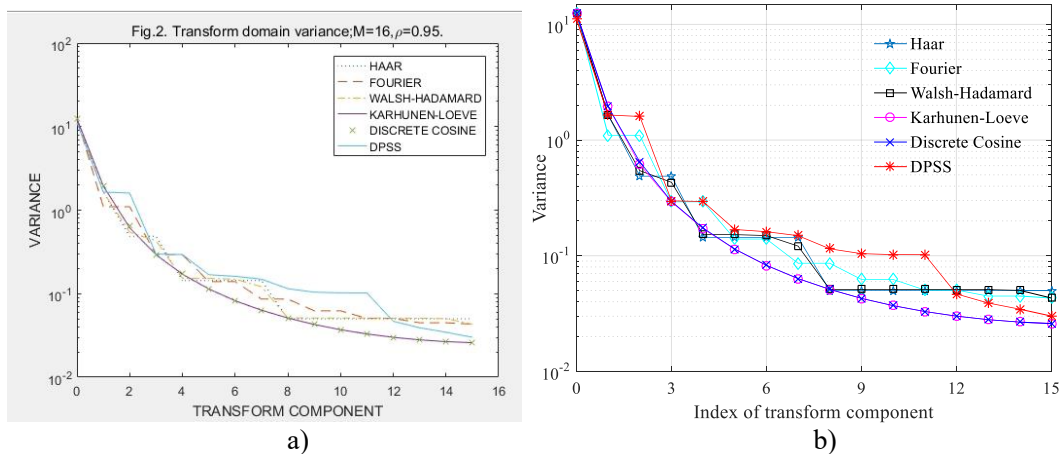 Fig.2. Transform domain variance;M=16,ρ=0.95.
10^2
10^1
10^0
10^-1
10^-2
VARIANCE
HAAR
FOURIER
WALSH-HADAMARD
KARHUNEN-LOEVE
DISCRETE COSINE
DPSS
0 2 4 6 8 10 12 14 16
TRANSFORM COMPONENT
a)
10^1
10^0
10^-1
10^-2
Variance
Haar
Fourier
Walsh-Hadamard
Karhunen-Loeve
Discrete Cosine
DPSS
0 3 6 9 12 15
Index of transform component
b)